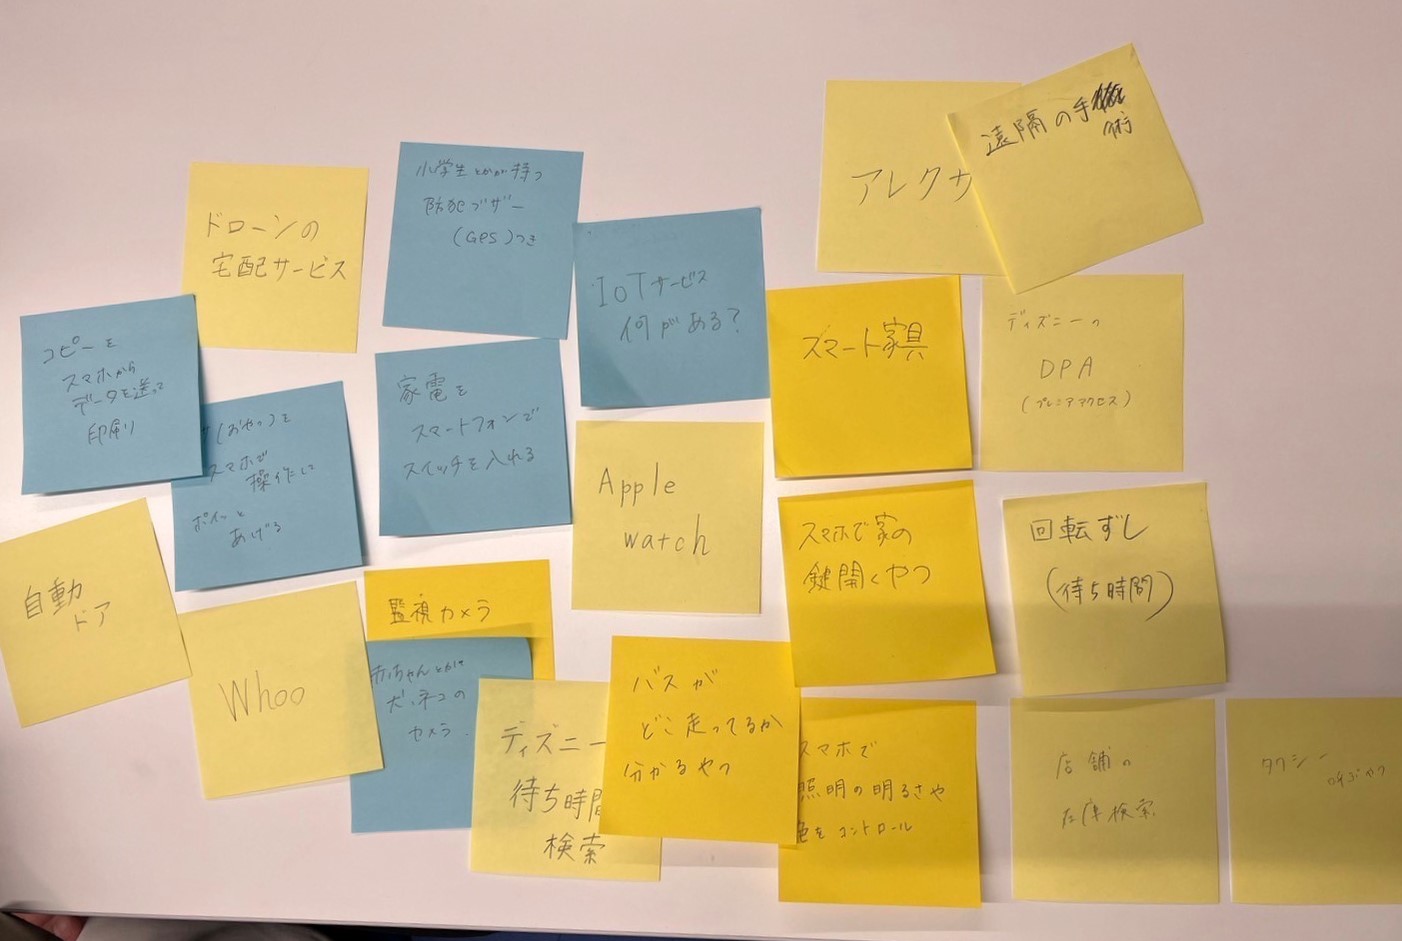 遠隔の手
術
アレクサ
小学生とかが持つ
防犯ブザー
(GPS)つき
ドローンの
宅配サービス
IoTサービス
何がある?
スマート家具
ディズニーの
DPA
(プレミアアクセス)
コピーを
スマホから
データを送って
印刷
(おやつ)を
スマホで
操作して
ポイッと
あげる
家電を
スマートフォンで
スイッチを入れる
Apple
watch
スマホで家の
鍵開くやつ
回転ずし
(待ち時間)
自動
ドア
Whoo
監視カメラ
赤ちゃんとか
犬、ネコの
カメラ
ディズニー
待ち時間
検索
バスが
どこ走ってるか
分かるやつ
スマホで
照明の明るさや
色をコントロール
店舗の
在庫検索
タクシー
呼ぶやつ